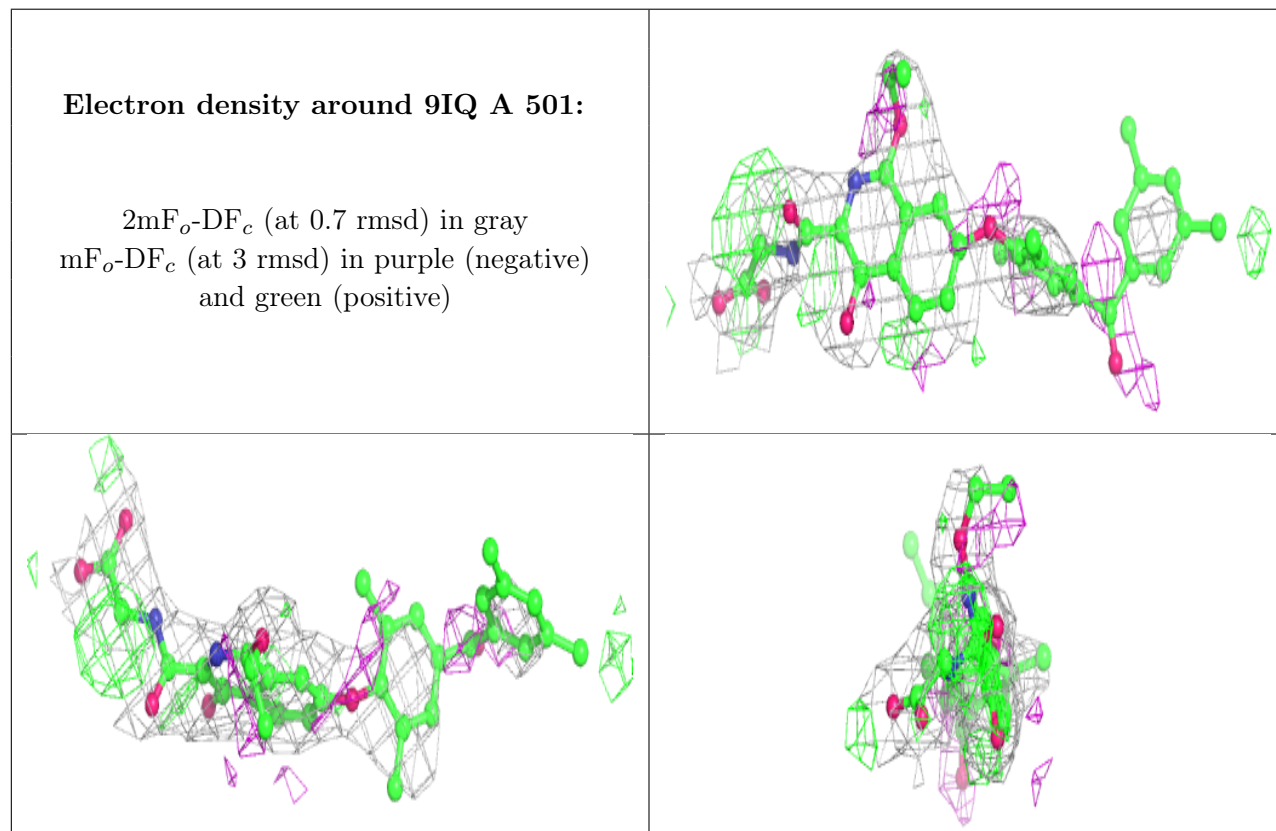 Electron density around 9IQ A 501:
2mFo-DFc (at 0.7 rmsd) in gray
mFo-DFc (at 3 rmsd) in purple (negative)
and green (positive)